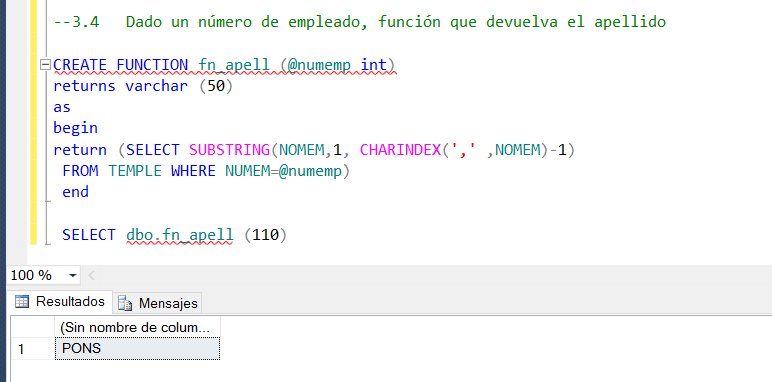 --3.4 Dado un número de empleado, función que devuelva el apellido
CREATE FUNCTION fn_apell (@numemp int)
returns varchar (50)
as
begin
return (SELECT SUBSTRING(NOMEM,1, CHARINDEX(',' ,NOMEM)-1)
FROM TEMPLE WHERE NUMEM=@numemp)
end
SELECT dbo.fn_apell (110)
100 %
Resultados Mensajes
(Sin nombre de colum...
1 PONS